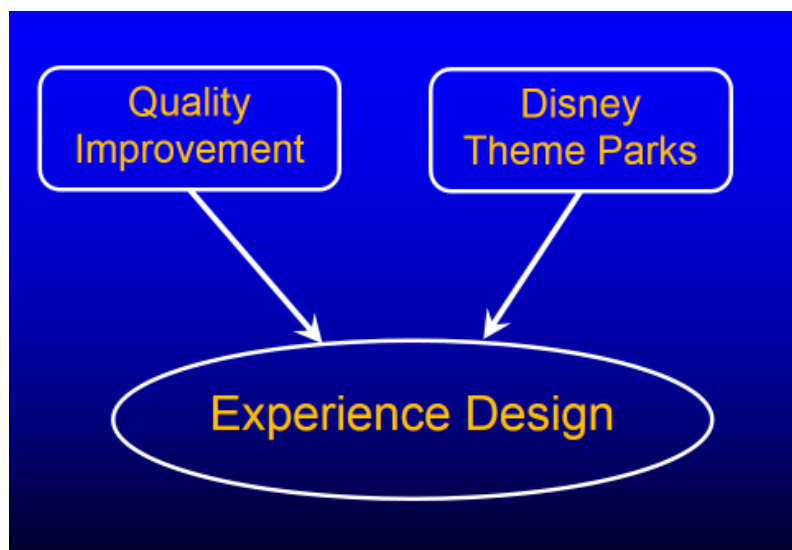 Quality
Improvement
Disney
Theme Parks
Experience Design